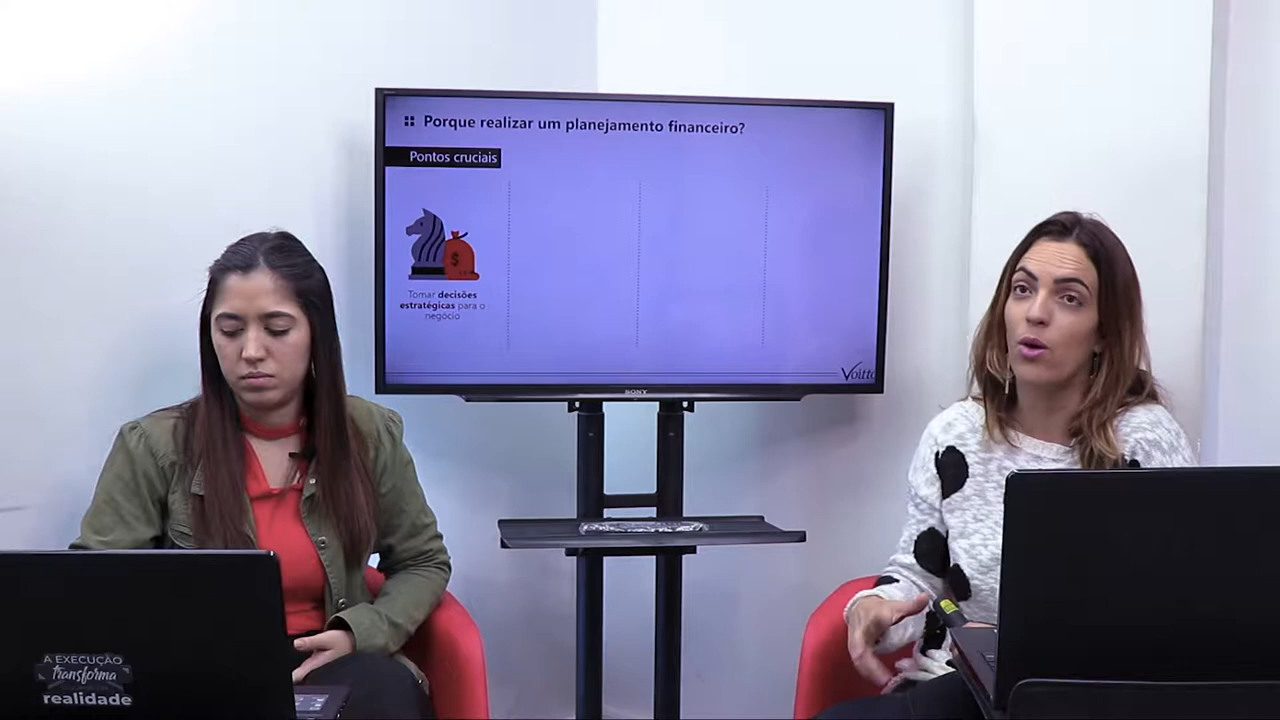 Porque realizar um planejamento financeiro?
Pontos cruciais
$
Tomar decisões
estratégicas para o
negócio
Voitto
SONY
A EXECUÇÃO
transforma
realidade